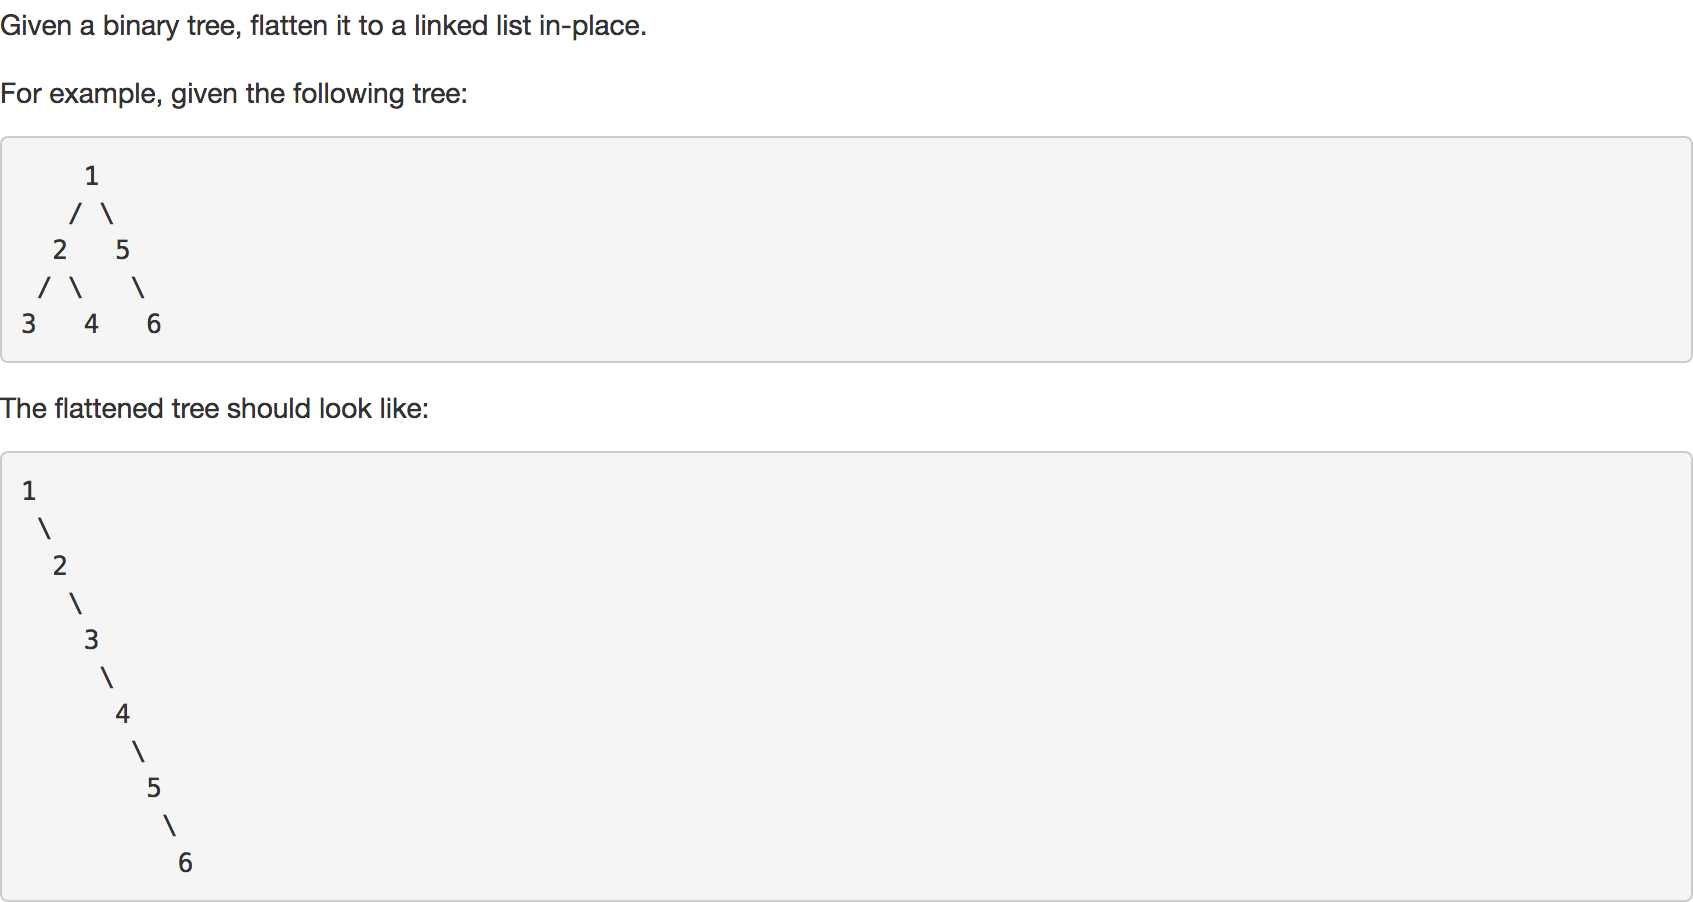 Given a binary tree, flatten it to a linked list in-place.
For example, given the following tree:
    1
   / \
  2   5
 / \   \
3   4   6
The flattened tree should look like:
1
 \
  2
   \
    3
     \
      4
       \
        5
         \
          6